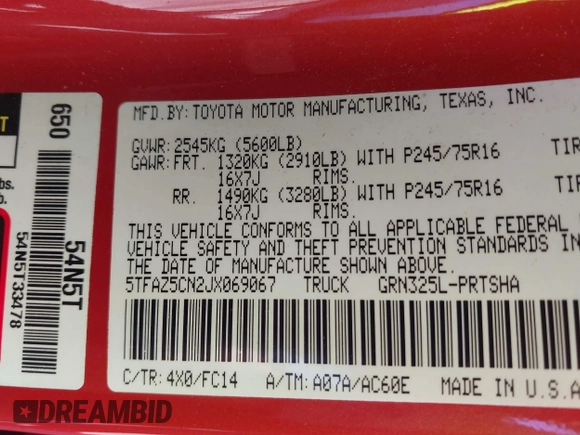 MFD.BY: TOYOTA MOTOR MANUFACTURING, TEXAS, INC.
GVWR: 2545KG (5600LB)
GAWR: FRT. 1320KG (2910LB) WITH P245/75R16 TIR
16X7J RIMS.
RR. 1490KG (3280LB) WITH P245/75R16 TIR
16X7J RIMS.
THIS VEHICLE CONFORMS TO ALL APPLICABLE FEDERAL
VEHICLE SAFETY AND THEFT PREVENTION STANDARDS IN
THE DATE OF MANUFACTURE SHOWN ABOVE.
5TFAZ5CN2JX069067 TRUCK GRN325L-PRTSHA
C/TR: 4X0/FC14 A/TM: A07A/AC60E MADE IN U.S.A
650
54N5T
54N5T33478
T
bs.
b.
DREAMBID